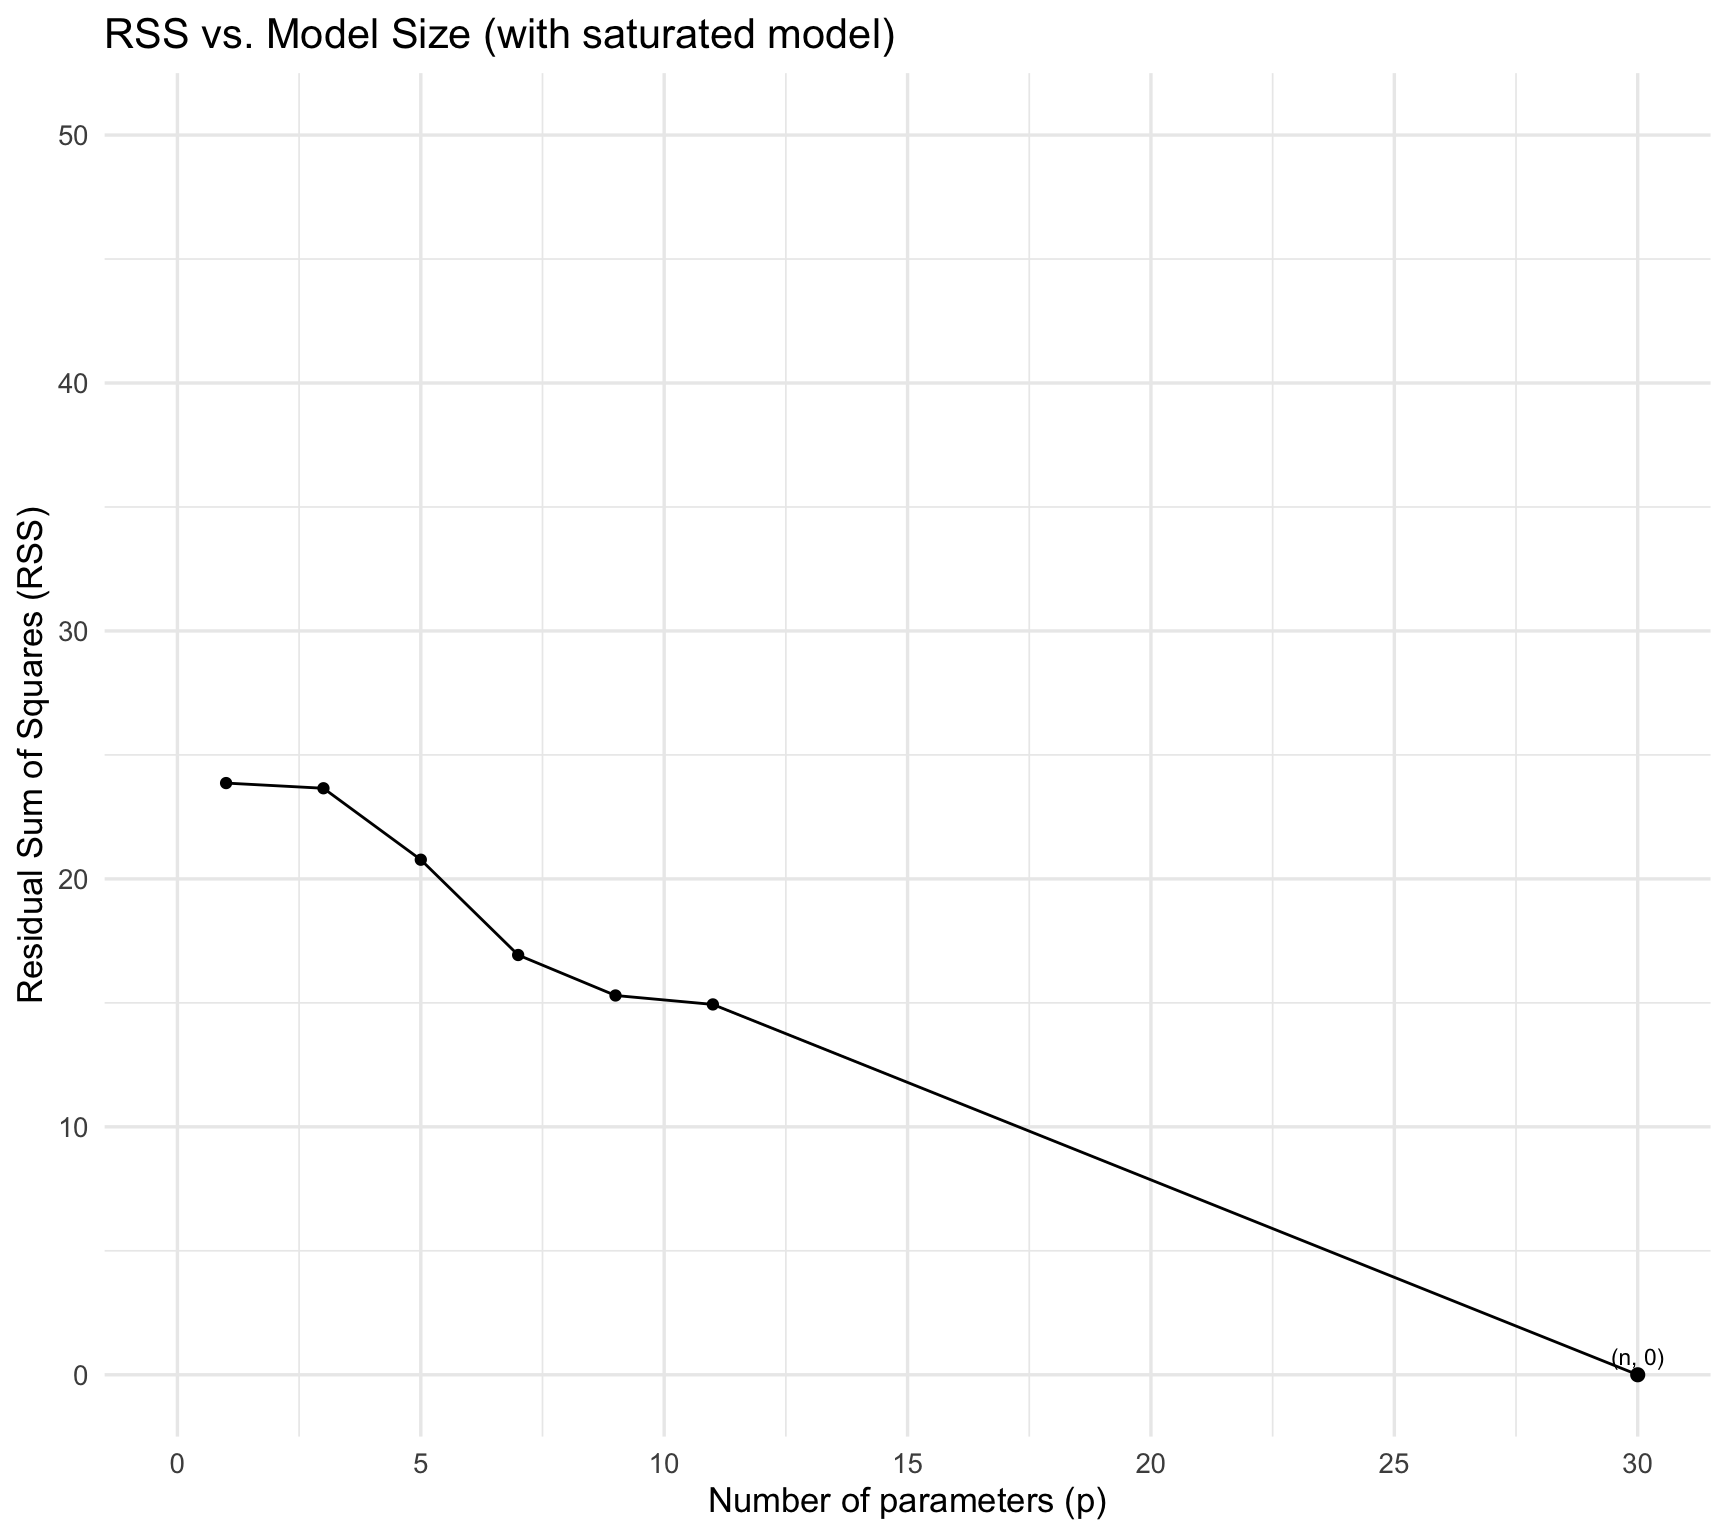 RSS vs. Model Size (with saturated model)
50
40
30
20
10
0
Residual Sum of Squares (RSS)
(n, 0)
0 5 10 15 20 25 30
Number of parameters (p)